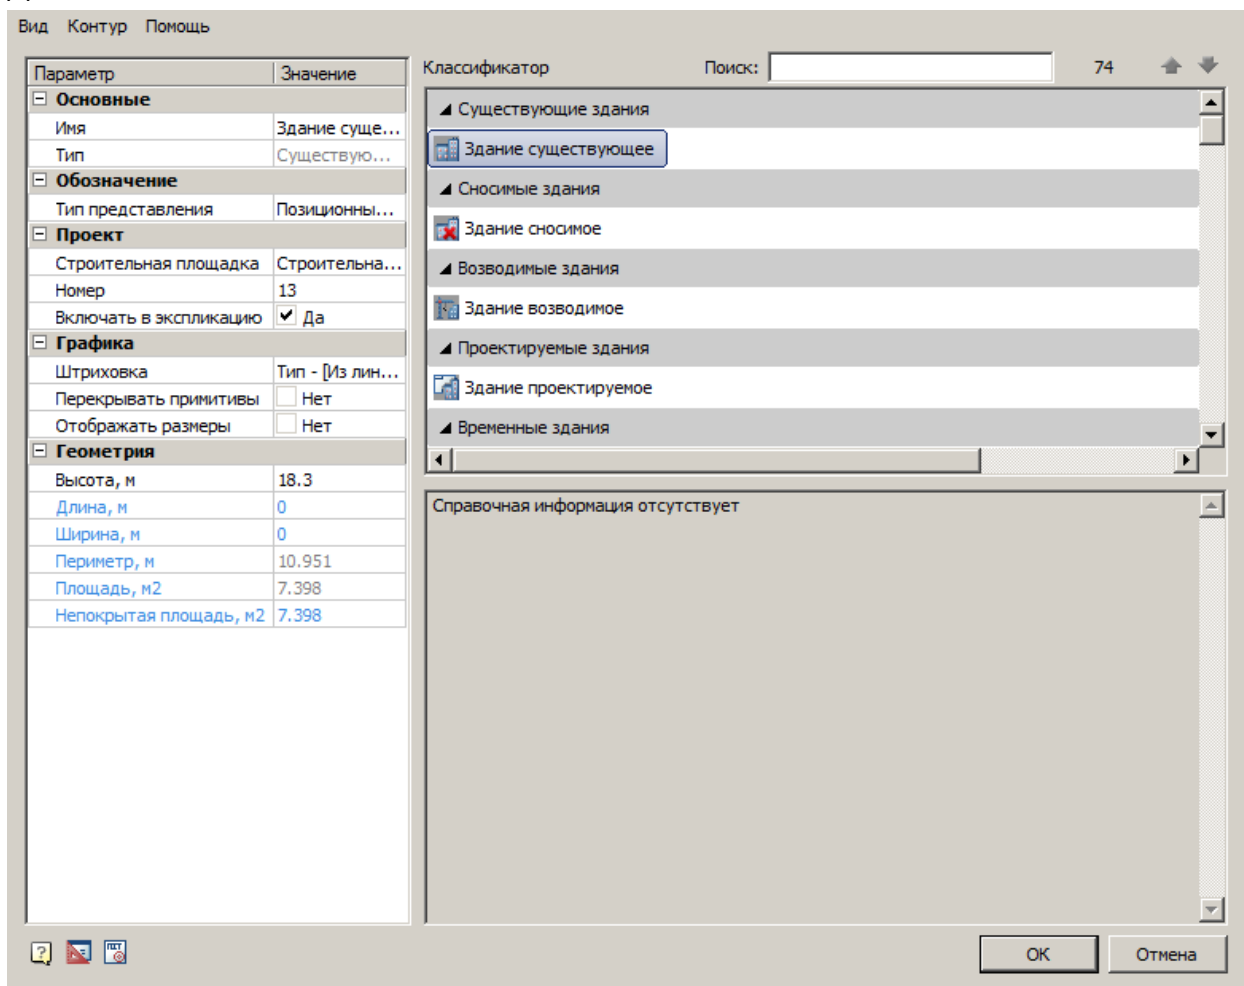 Вид Контур Помощь
Параметр Значение
Основные
Имя Здание суще...
Тип Существую...
Обозначение
Тип представления Позиционны...
Проект
Строительная площадка Строительна...
Номер 13
Включать в экспликацию Да
Графика
Штриховка Тип - [Из лин...
Перекрывать примитивы Нет
Отображать размеры Нет
Геометрия
Высота, м 18.3
Длина, м 0
Ширина, м 0
Периметр, м 10.951
Площадь, м2 7.398
Непокрытая площадь, м2 7.398
Классификатор Поиск: 74
Существующие здания
Здание существующее
Сносимые здания
Здание сносимое
Возводимые здания
Здание возводимое
Проектируемые здания
Здание проектируемое
Временные здания
Справочная информация отсутствует
OK Отмена